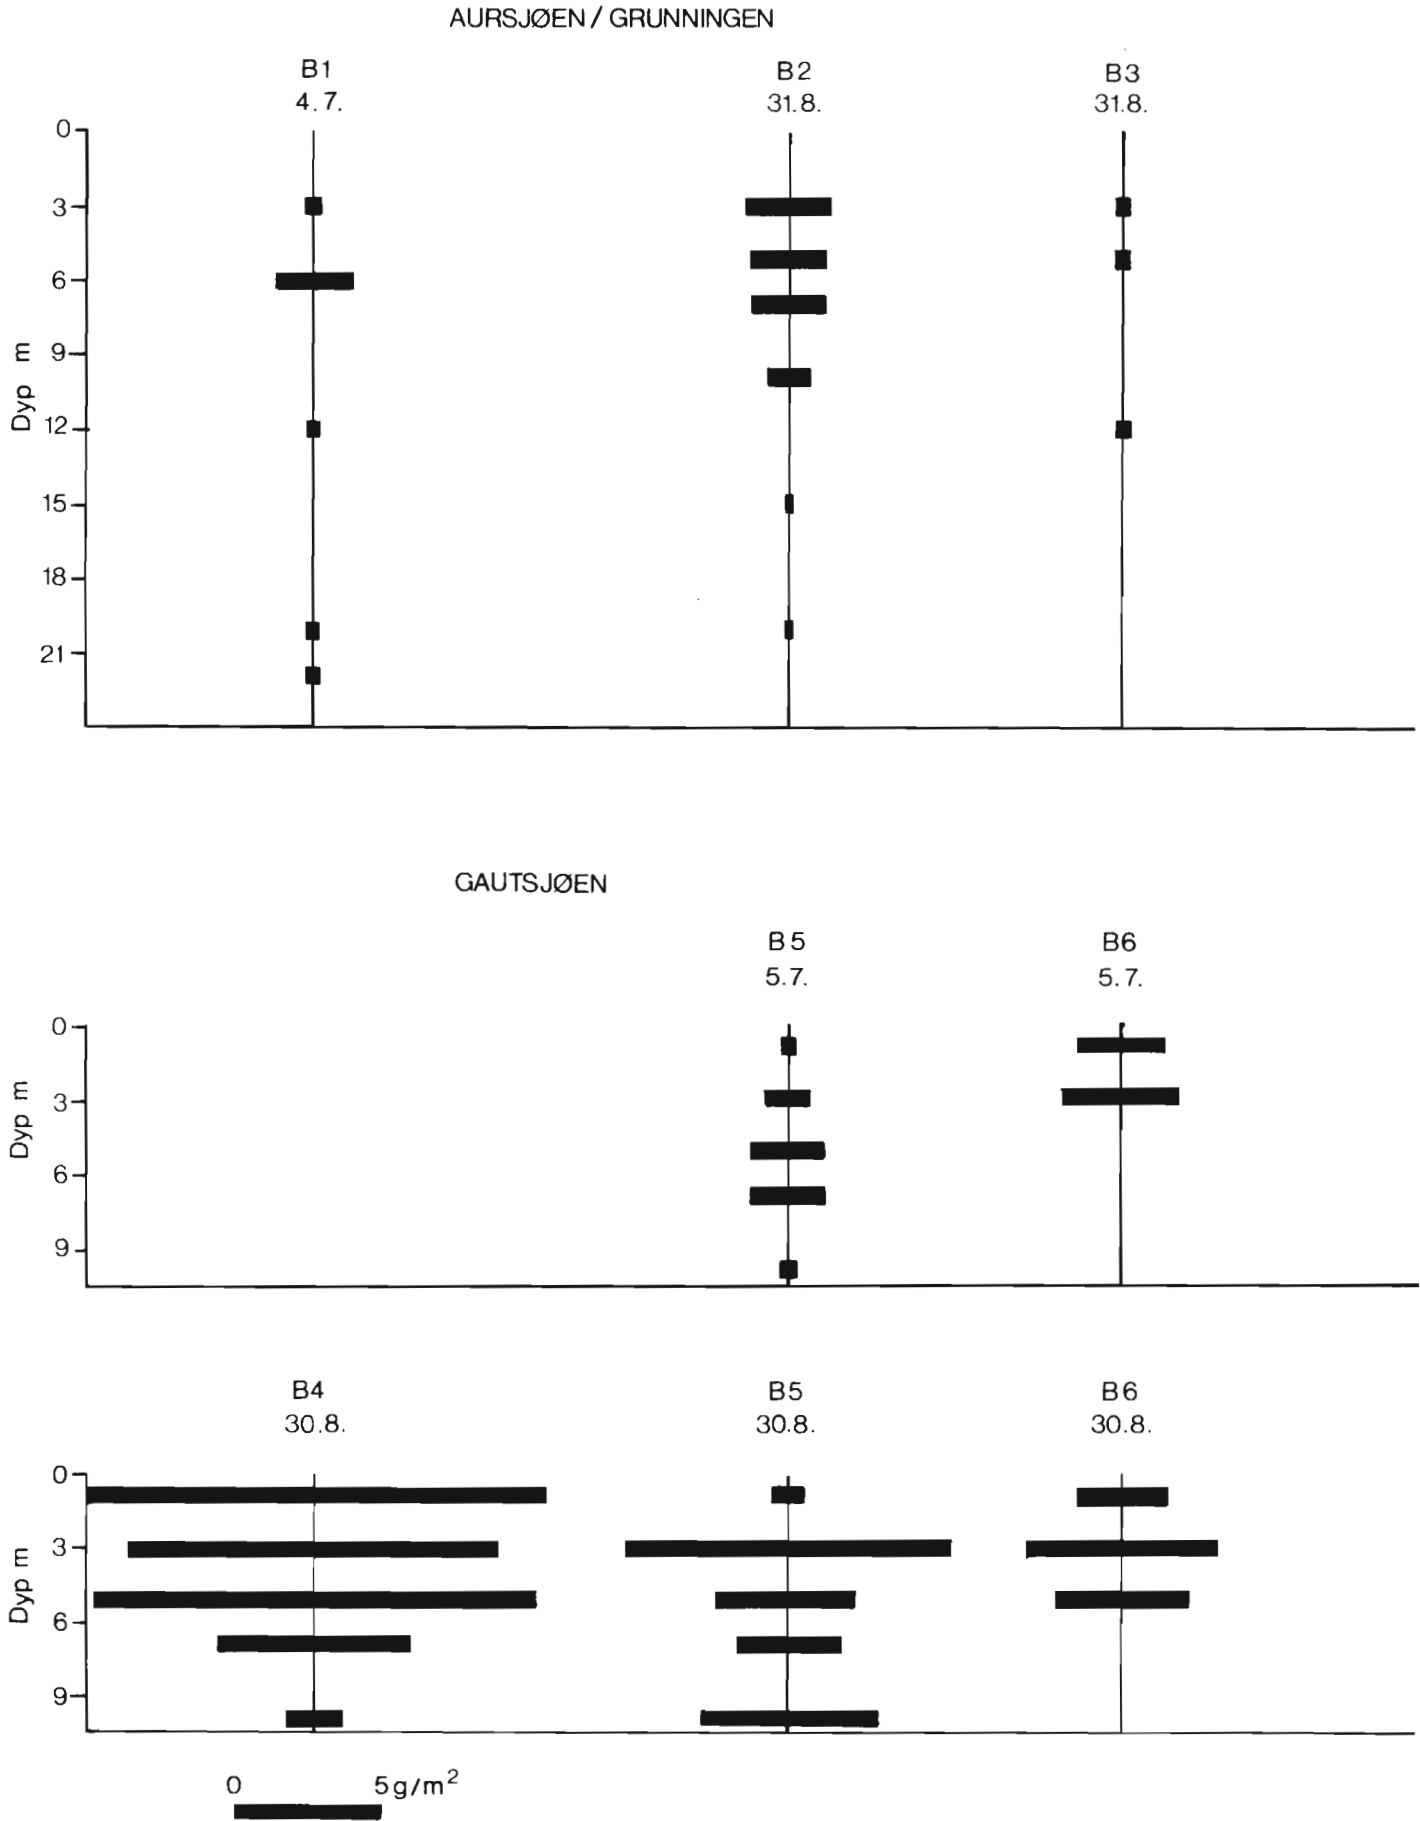 AURSJØEN / GRUNNINGEN
B1 B2 B3
4.7. 31.8. 31.8.
0
3
6
9
12
15
18
21
Dyp m
GAUTSJØEN
B5 B6
5.7. 5.7.
0
3
6
9
Dyp m
B4 B5 B6
30.8. 30.8. 30.8.
0
3
6
9
Dyp m
0 5g/m²